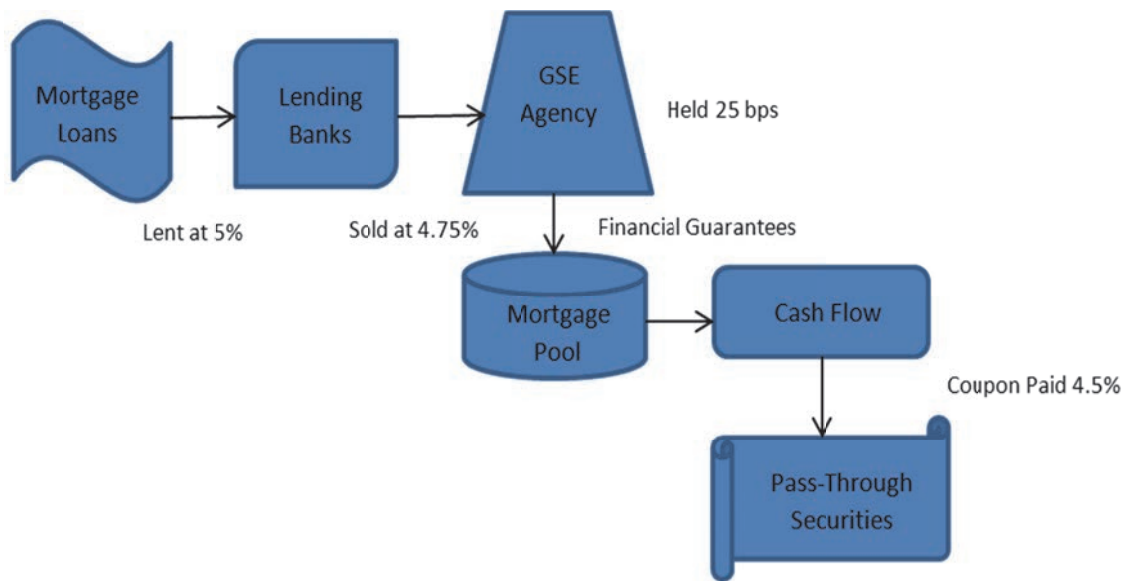 Mortgage
Loans
Lending
Banks
GSE
Agency
Held 25 bps
Lent at 5%
Sold at 4.75%
Financial Guarantees
Mortgage
Pool
Cash Flow
Coupon Paid 4.5%
Pass-Through
Securities